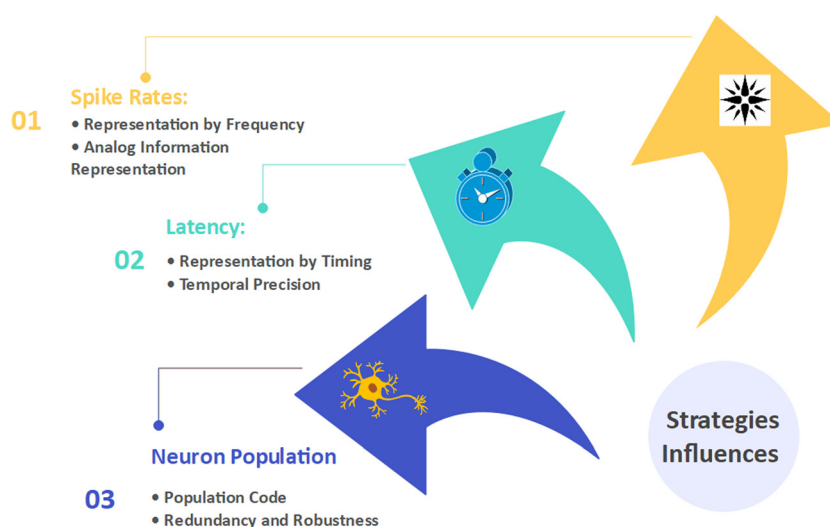 01
Spike Rates:
• Representation by Frequency
• Analog Information
Representation
02
Latency:
• Representation by Timing
• Temporal Precision
03
Neuron Population
• Population Code
• Redundancy and Robustness
Strategies
Influences